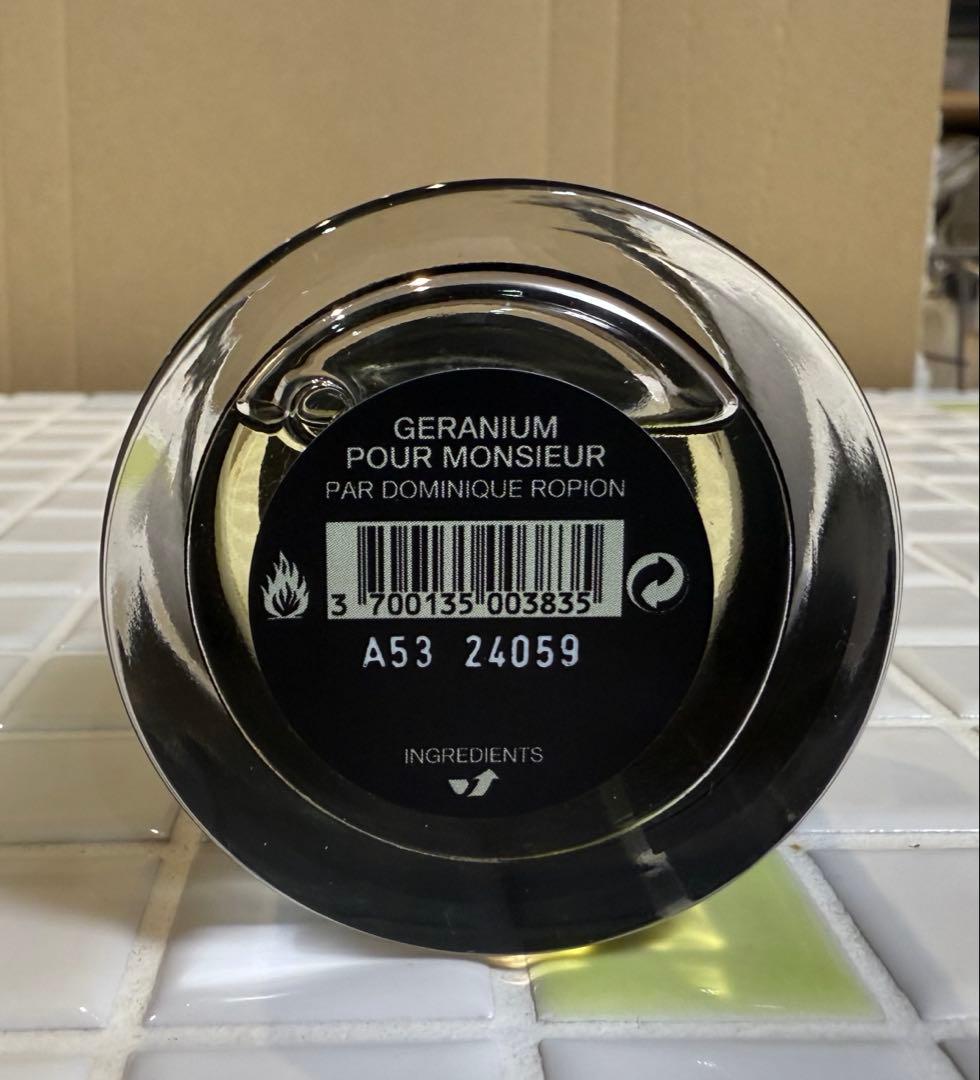 GERANIUM
POUR MONSIEUR
PAR DOMINIQUE ROPION
3 700135 003835
A53 24059
INGREDIENTS